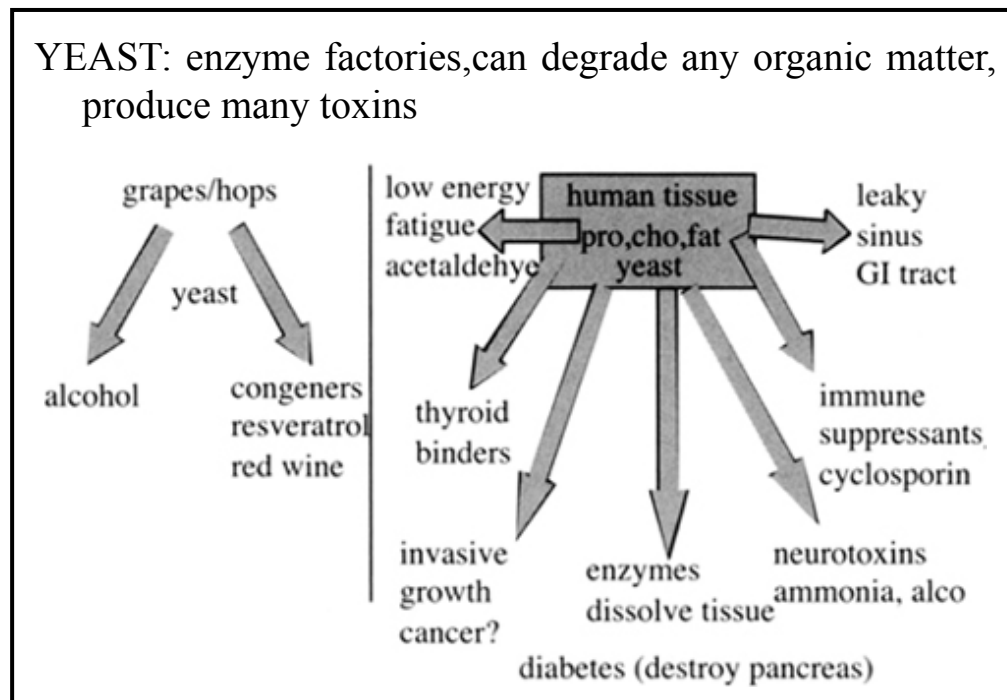 YEAST: enzyme factories,can degrade any organic matter,
produce many toxins
grapes/hops
yeast
alcohol
congeners
resveratrol
red wine
low energy
fatigue
acetaldehye
human tissue
pro,cho,fat
yeast
leaky
sinus
GI tract
thyroid
binders
immune
suppressants
cyclosporin
invasive
growth
cancer?
enzymes
dissolve tissue
neurotoxins
ammonia, alco
diabetes (destroy pancreas)